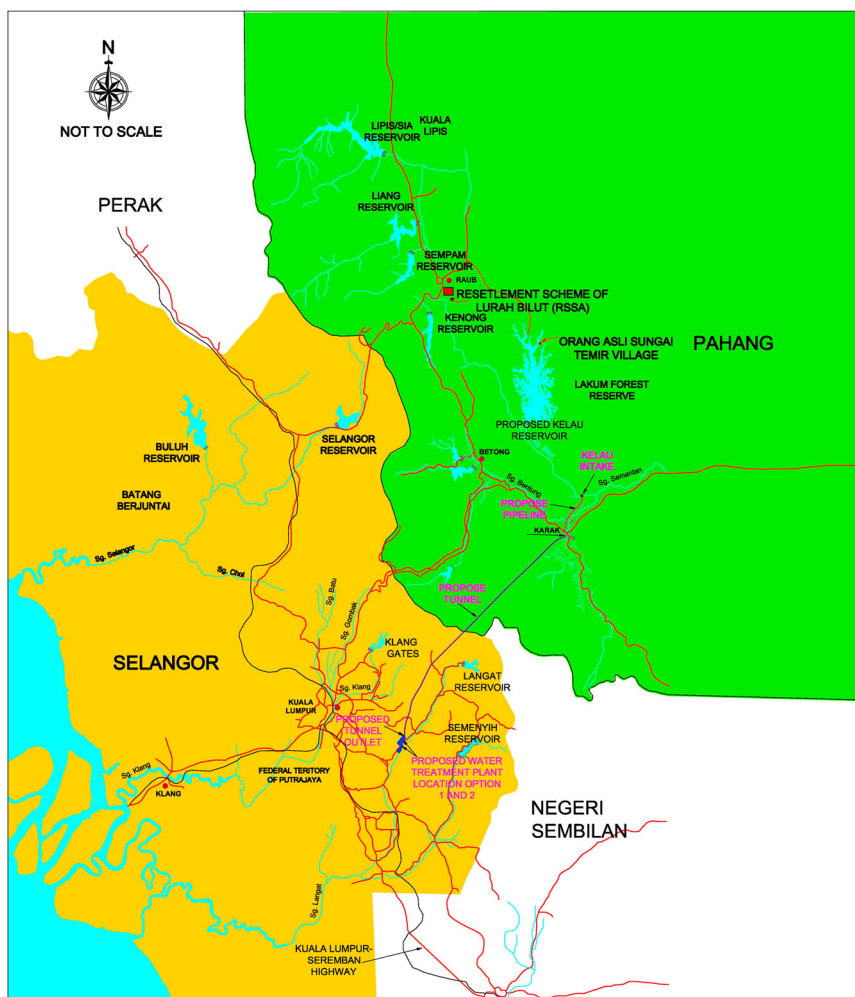 N
NOT TO SCALE
PERAK
LIPIS/SIA
RESERVOIR
KUALA
LIPIS
LIANG
RESERVOIR
SEMPAM
RESERVOIR
RAUB
RESETLEMENT SCHEME OF
LURAH BILUT (RSSA)
KENONG
RESERVOIR
ORANG ASLI SUNGAI
TEMIR VILLAGE
PAHANG
LAKUM FOREST
RESERVE
PROPOSED KELAU
RESERVOIR
SELANGOR
RESERVOIR
BULUH
RESERVOIR
BETONG
KELAU
INTAKE
Sg. Bentung
Sg. Semantan
BATANG
BERJUNTAI
PROPOSE
PIPELINE
KARAK
Sg. Selangor
Sg. Chol
Sg. Batu
Sg. Gombak
PROPOSE
TUNNEL
KLANG
GATES
SELANGOR
LANGAT
RESERVOIR
Sg. Klang
KUALA
LUMPUR
PROPOSED
TUNNEL
OUTLET
SEMENYIH
RESERVOIR
PROPOSED WATER
TREATMENT PLANT
LOCATION OPTION
1 AND 2
Sg. Klang
FEDERAL TERITORY
OF PUTRAJAYA
KLANG
NEGERI
SEMBILAN
Sg. Langat
KUALA LUMPUR-
SEREMBAN
HIGHWAY